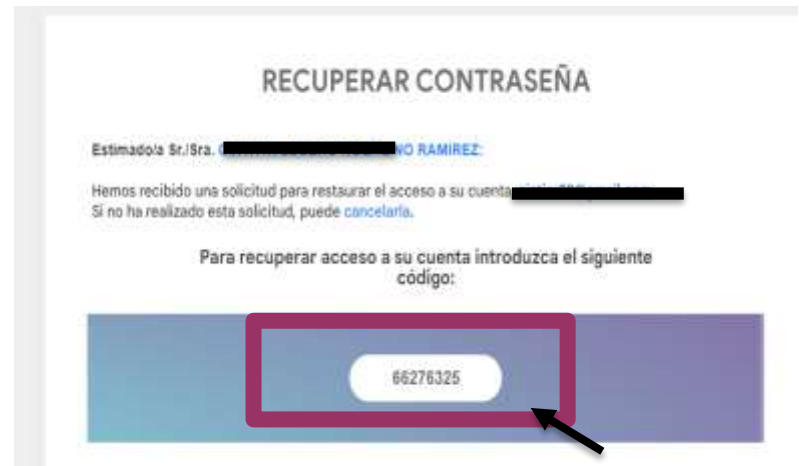 RECUPERAR CONTRASEÑA
Estimado/a Sr./Sra. NO RAMIREZ:
Hemos recibido una solicitud para restaurar el acceso a su cuenta
Si no ha realizado esta solicitud, puede cancelarla.
Para recuperar acceso a su cuenta introduzca el siguiente
código:
66276325